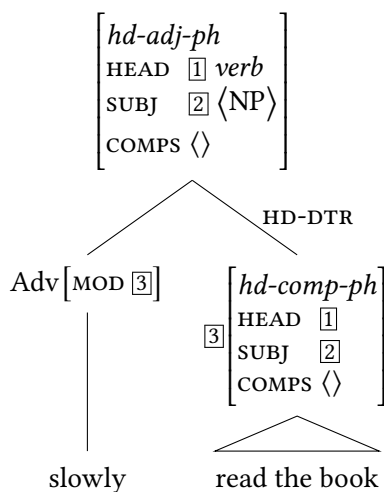 hd-adj-ph
HEAD 1 verb
SUBJ 2 ⟨NP⟩
COMPS ⟨⟩
HD-DTR
Adv[MOD 3]
3
hd-comp-ph
HEAD 1
SUBJ 2
COMPS ⟨⟩
slowly
read the book